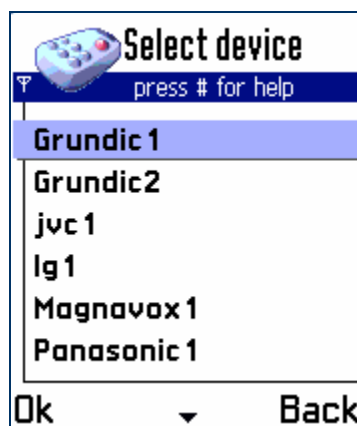 Select device
press # for help
Grundic1
Grundic2
jvc1
lg1
Magnavox1
Panasonic1
Ok Back